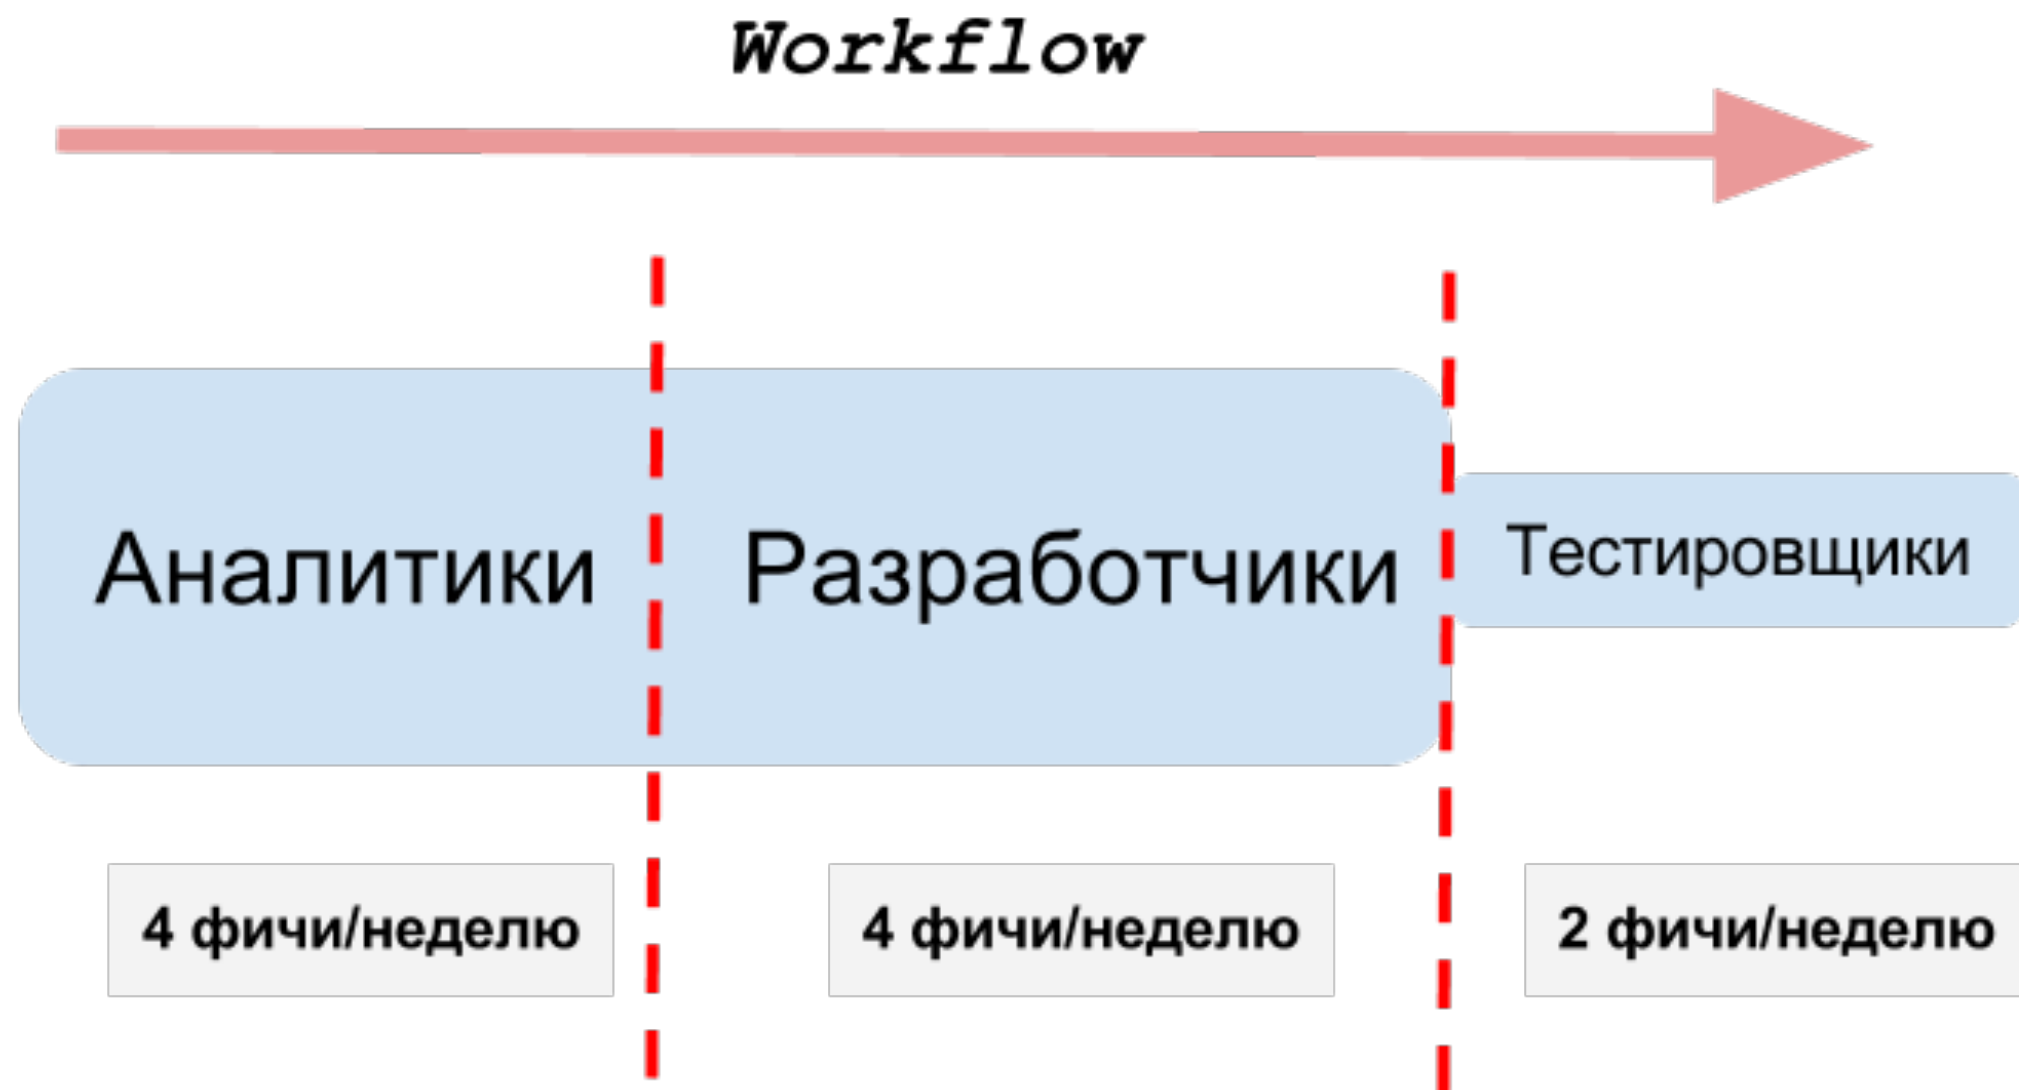 Workflow
Аналитики
Разработчики
Тестировщики
4 фичи/неделю
4 фичи/неделю
2 фичи/неделю